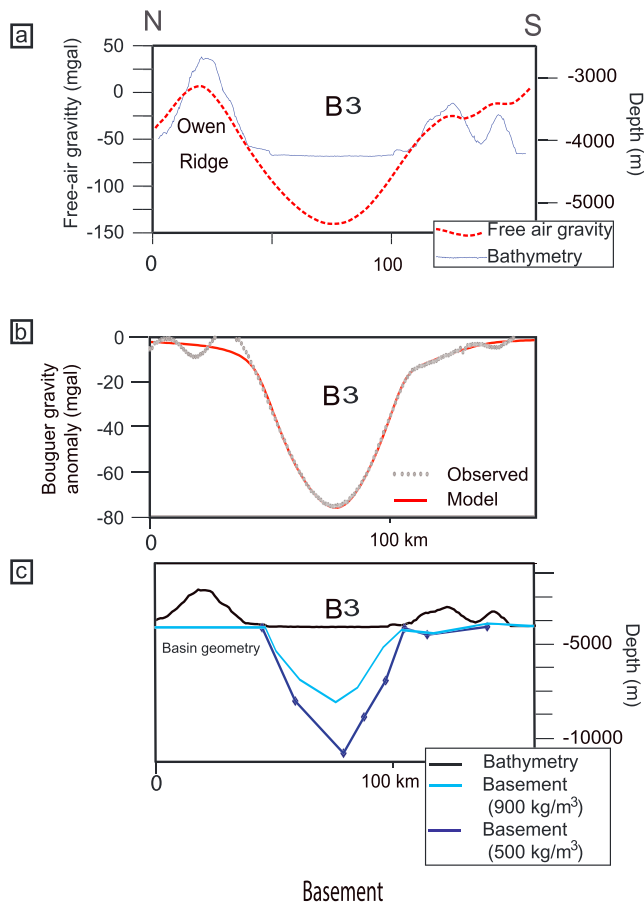 N S
a
Free-air gravitty (mgal)
50
0
-50
-100
-150
B3
Owen
Ridge
-3000
-4000
-5000
Depth (m)
0 100
Free air gravity
Bathymetry
b
Bouguer gravity
anomaly (mgal)
0
-20
-40
-60
-80
B3
Observed
Model
0 100 km
c
B3
Basin geometry
-5000
-10000
Depth (m)
0 100 km
Bathymetry
Basement
(900 kg/m³)
Basement
(500 kg/m³)
Basement